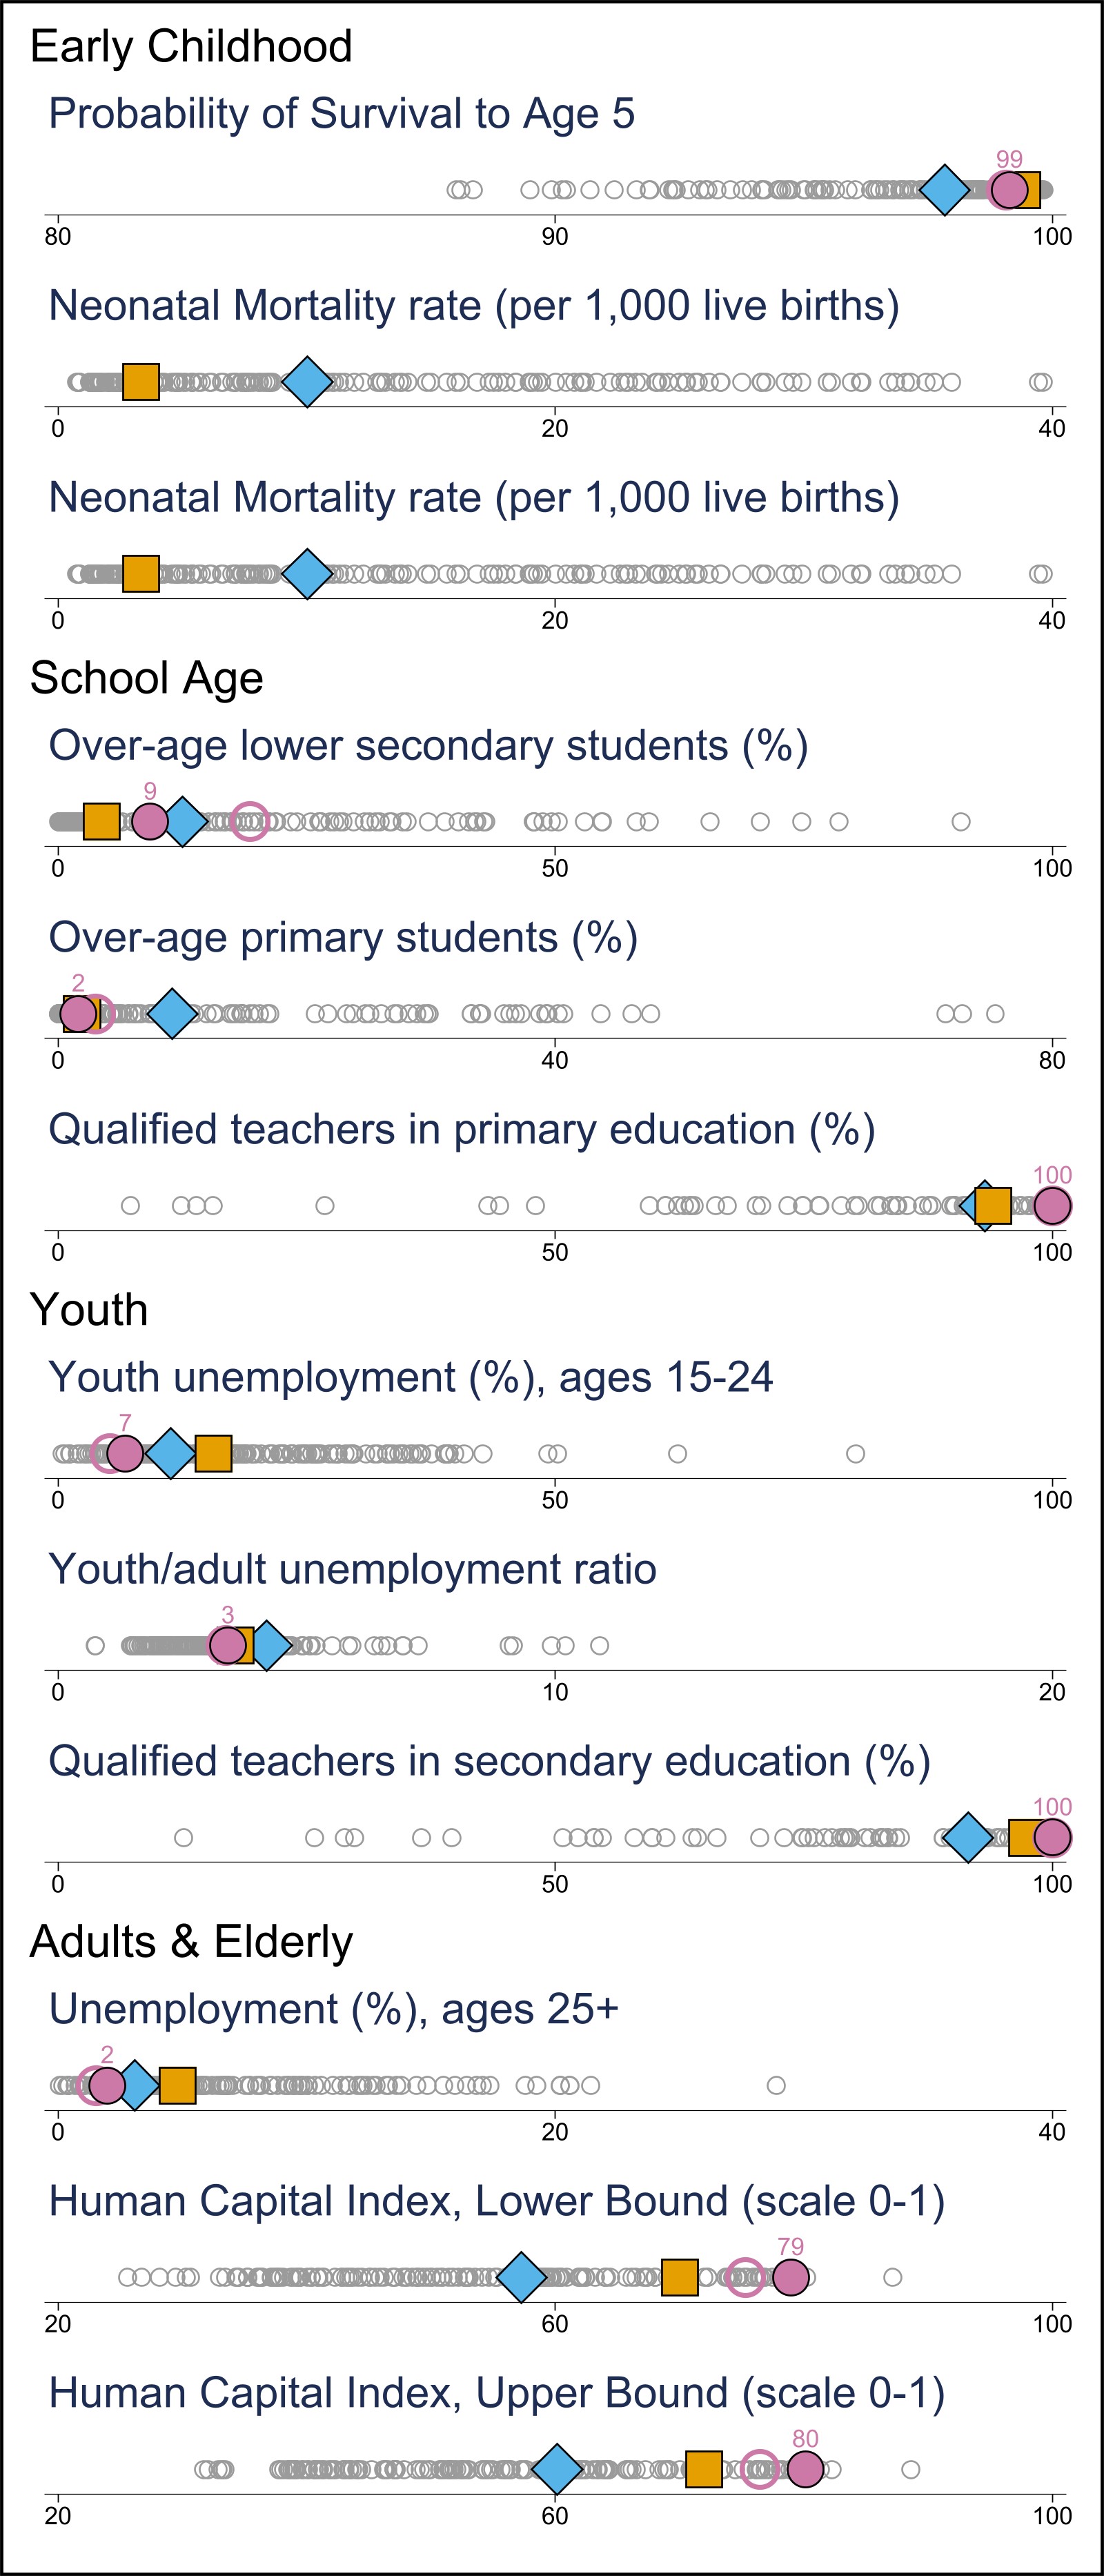 Early Childhood
Probability of Survival to Age 5
99
80 90 100
Neonatal Mortality rate (per 1,000 live births)
0 20 40
Neonatal Mortality rate (per 1,000 live births)
0 20 40
School Age
Over-age lower secondary students (%)
9
0 50 100
Over-age primary students (%)
2
0 40 80
Qualified teachers in primary education (%)
100
0 50 100
Youth
Youth unemployment (%), ages 15-24
7
0 50 100
Youth/adult unemployment ratio
3
0 10 20
Qualified teachers in secondary education (%)
100
0 50 100
Adults & Elderly
Unemployment (%), ages 25+
2
0 20 40
Human Capital Index, Lower Bound (scale 0-1)
79
20 60 100
Human Capital Index, Upper Bound (scale 0-1)
80
20 60 100